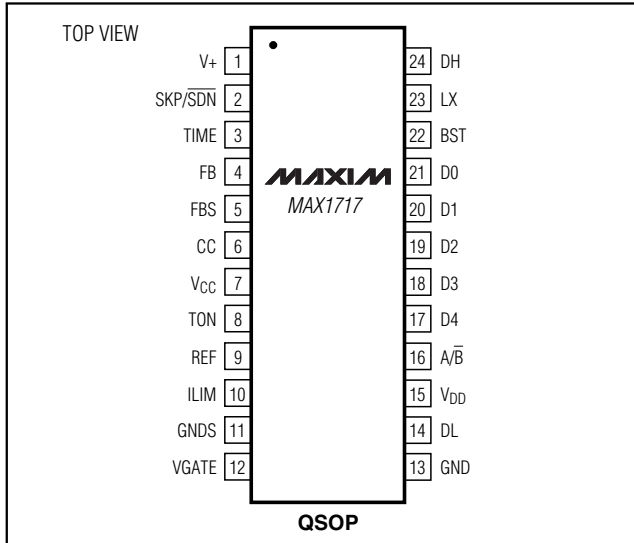 TOP VIEW
V+ 1
SKP/S̅D̅N̅ 2
TIME 3
FB 4
FBS 5
CC 6
VCC 7
TON 8
REF 9
ILIM 10
GNDS 11
VGATE 12
MAXIM
MAX1717
24 DH
23 LX
22 BST
21 D0
20 D1
19 D2
18 D3
17 D4
16 A/B̅
15 VDD
14 DL
13 GND
QSOP